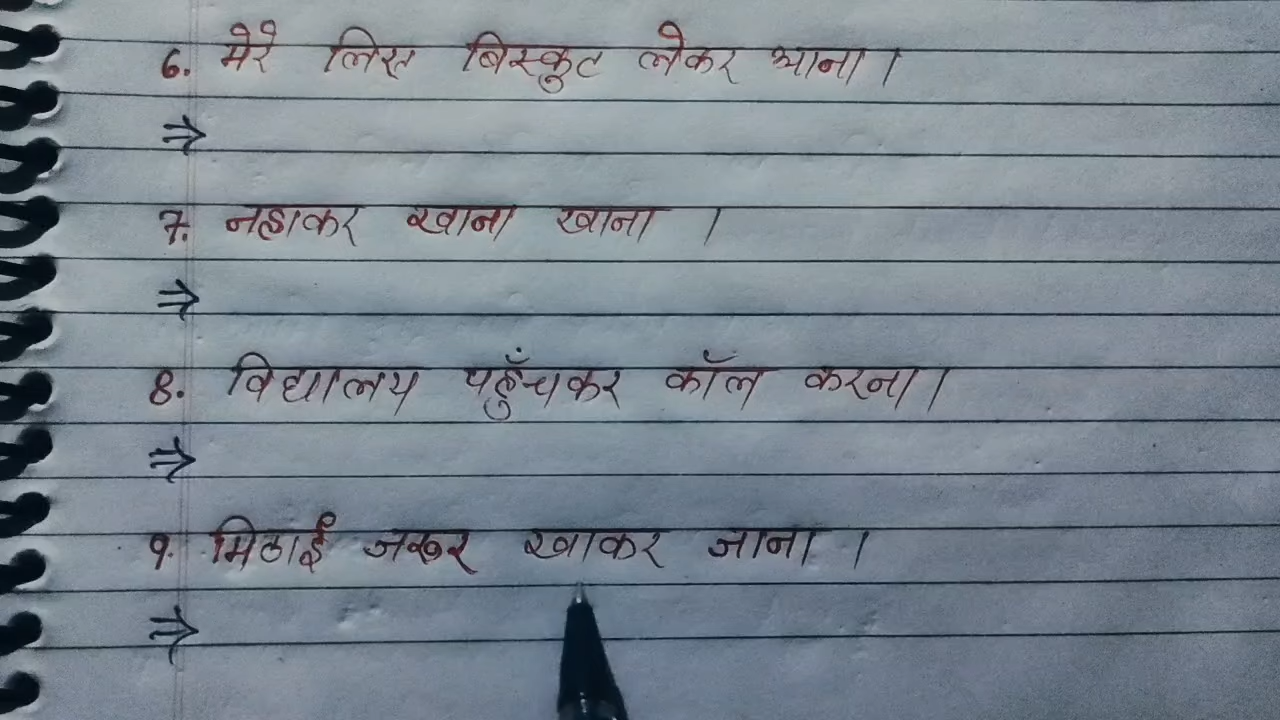 6. मेरे लिए बिस्कुट लेकर आना।
⇒
7. नहाकर खाना खाना ।
⇒
8. विद्यालय पहुँचकर कॉल करना।
⇒
9. मिठाई जरूर खाकर जाना ।
⇒